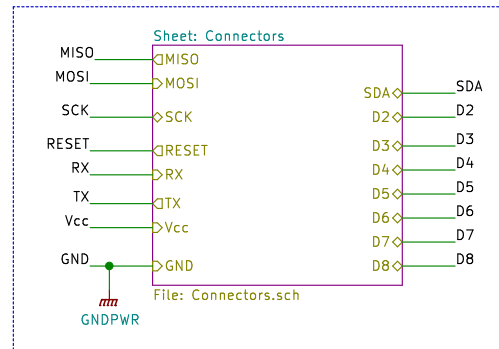 Sheet: Connectors
MISO MISO
MOSI MOSI
SDA SDA
SCK SCK
D2 D2
RESET RESET
D3 D3
RX RX
D4 D4
D5 D5
TX TX
D6 D6
Vcc Vcc
D7 D7
GND GND
D8 D8
File: Connectors.sch
GNDPWR